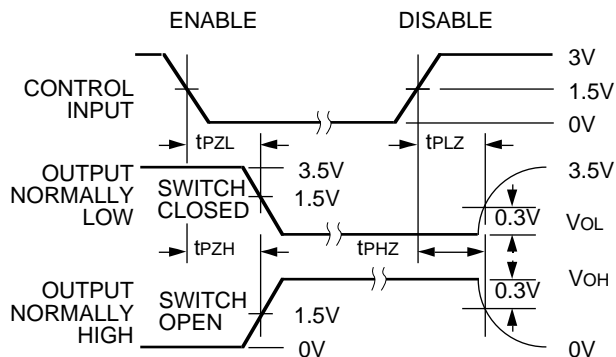 ENABLE DISABLE
3V
CONTROL
INPUT
1.5V
0V
tPZL tPLZ
OUTPUT
NORMALLY
LOW
SWITCH
CLOSED
3.5V
1.5V
3.5V
0.3V
VOL
tPZH tPHZ
OUTPUT
NORMALLY
HIGH
SWITCH
OPEN
1.5V
0V
VOH
0.3V
0V